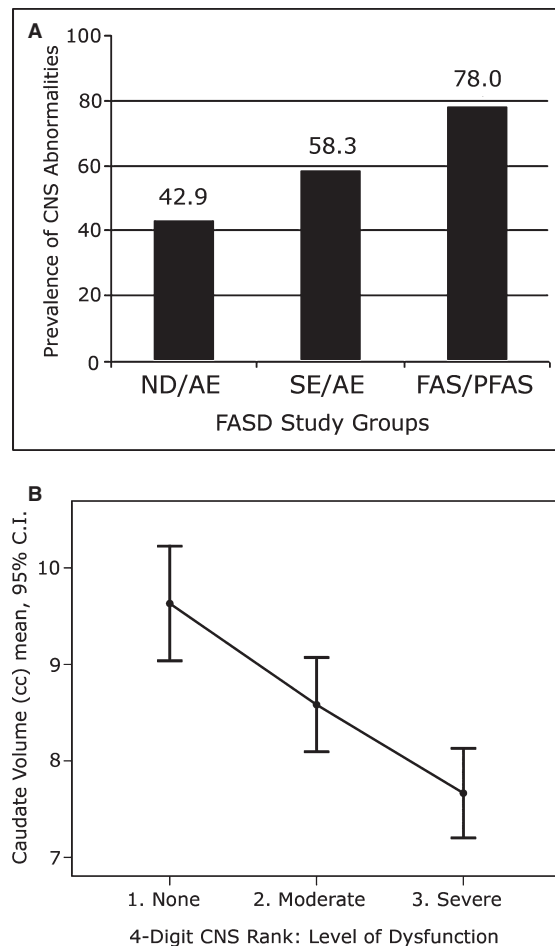 A
Prevalence of CNS Abnormalities
100
80
60
40
20
0
42.9
58.3
78.0
ND/AE SE/AE FAS/PFAS
FASD Study Groups
B
Caudate Volume (cc) mean, 95% C.I.
10
9
8
7
1. None 2. Moderate 3. Severe
4-Digit CNS Rank: Level of Dysfunction